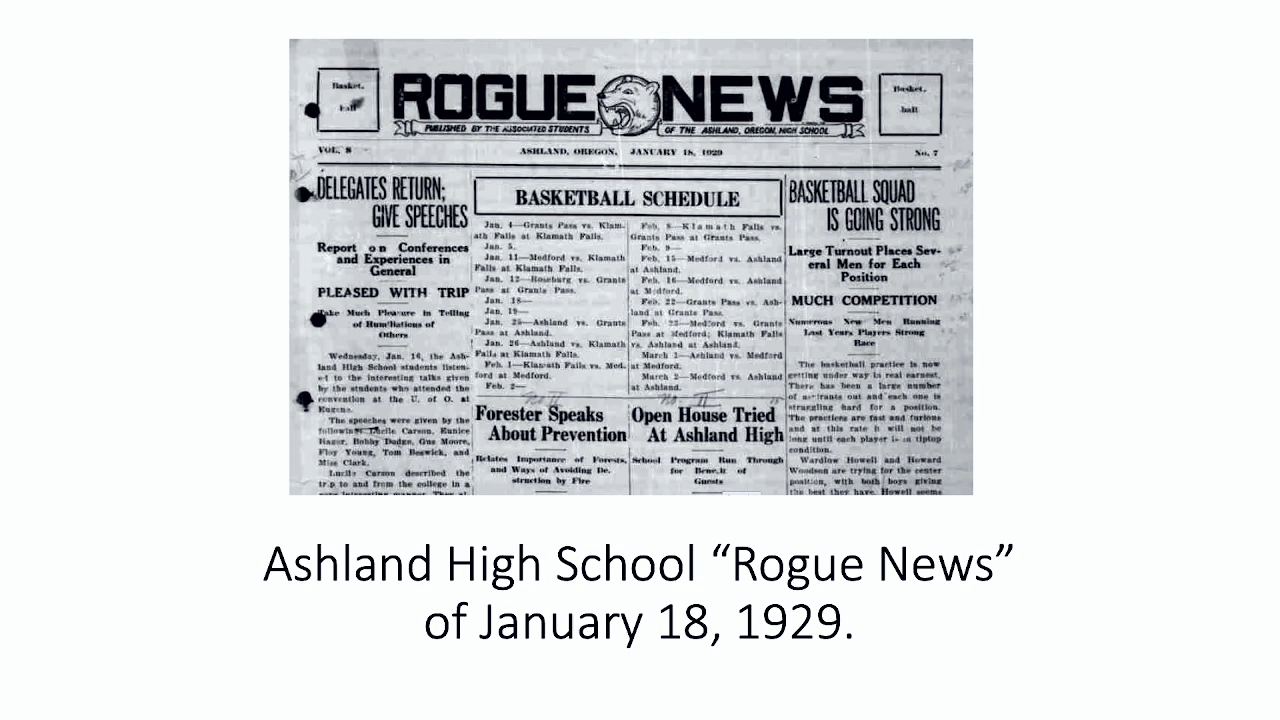 Basket-
ball
ROGUE NEWS
PUBLISHED BY THE ASSOCIATED STUDENTS
OF THE ASHLAND, OREGON, HIGH SCHOOL
Basket-
ball
VOL. 8
ASHLAND, OREGON, JANUARY 18, 1929
No. 7
DELEGATES RETURN;
GIVE SPEECHES
Report on Conferences
and Experiences in
General
PLEASED WITH TRIP
Take Much Pleasure in Telling
of Humiliations of
Others
Wednesday, Jan. 16, the Ash-
land High School students listen-
ed to the interesting talks given
by the students who attended the
convention at the U. of O. at
Eugene.
The speeches were given by the
following: Lucile Carson, Eunice
Hager, Bobby Dodge, Gus Moore,
Floy Young, Tom Beswick, and
Miss Clark.
Lucile Carson described the
trip to and from the college in a
BASKETBALL SCHEDULE
Jan. 4—Grants Pass vs. Klam-
ath Falls at Klamath Falls.
Jan. 5.
Jan. 11—Medford vs. Klamath
Falls at Klamath Falls.
Jan. 12—Roseburg vs. Grants
Pass at Grants Pass.
Jan. 18—
Jan. 19—
Jan. 25—Ashland vs. Grants
Pass at Ashland.
Jan. 26—Ashland vs. Klamath
Falls at Klamath Falls.
Feb. 1—Klamath Falls vs. Med-
ford at Medford.
Feb. 2—
Feb. 8—Klamath Falls vs.
Grants Pass at Grants Pass.
Feb. 9—
Feb. 15—Medford vs. Ashland
at Ashland.
Feb. 16—Medford vs. Ashland
at Medford.
Feb. 22—Grants Pass vs. Ash-
land at Grants Pass.
Feb. 23—Medford vs. Grants
Pass at Medford; Klamath Falls
vs. Ashland at Ashland.
March 1—Ashland vs. Medford
at Medford.
March 2—Medford vs. Ashland
at Ashland.
Forester Speaks
About Prevention
Relates Importance of Forests,
and Ways of Avoiding De-
struction by Fire
Open House Tried
At Ashland High
School Program Run Through
for Benefit of
Guests
BASKETBALL SQUAD
IS GOING STRONG
Large Turnout Places Sev-
eral Men for Each
Position
MUCH COMPETITION
Numerous New Men Running
Last Years Players Strong
Race
The basketball practice is now
getting under way in real earnest.
There has been a large number
of aspirants out and each one is
struggling hard for a position.
The practices are fast and furious
and at this rate it will not be
long until each player is in tiptop
condition.
Wardlow Howell and Howard
Woodson are trying for the center
position, with both boys giving
the best they have. Howell seems
Ashland High School “Rogue News”
of January 18, 1929.